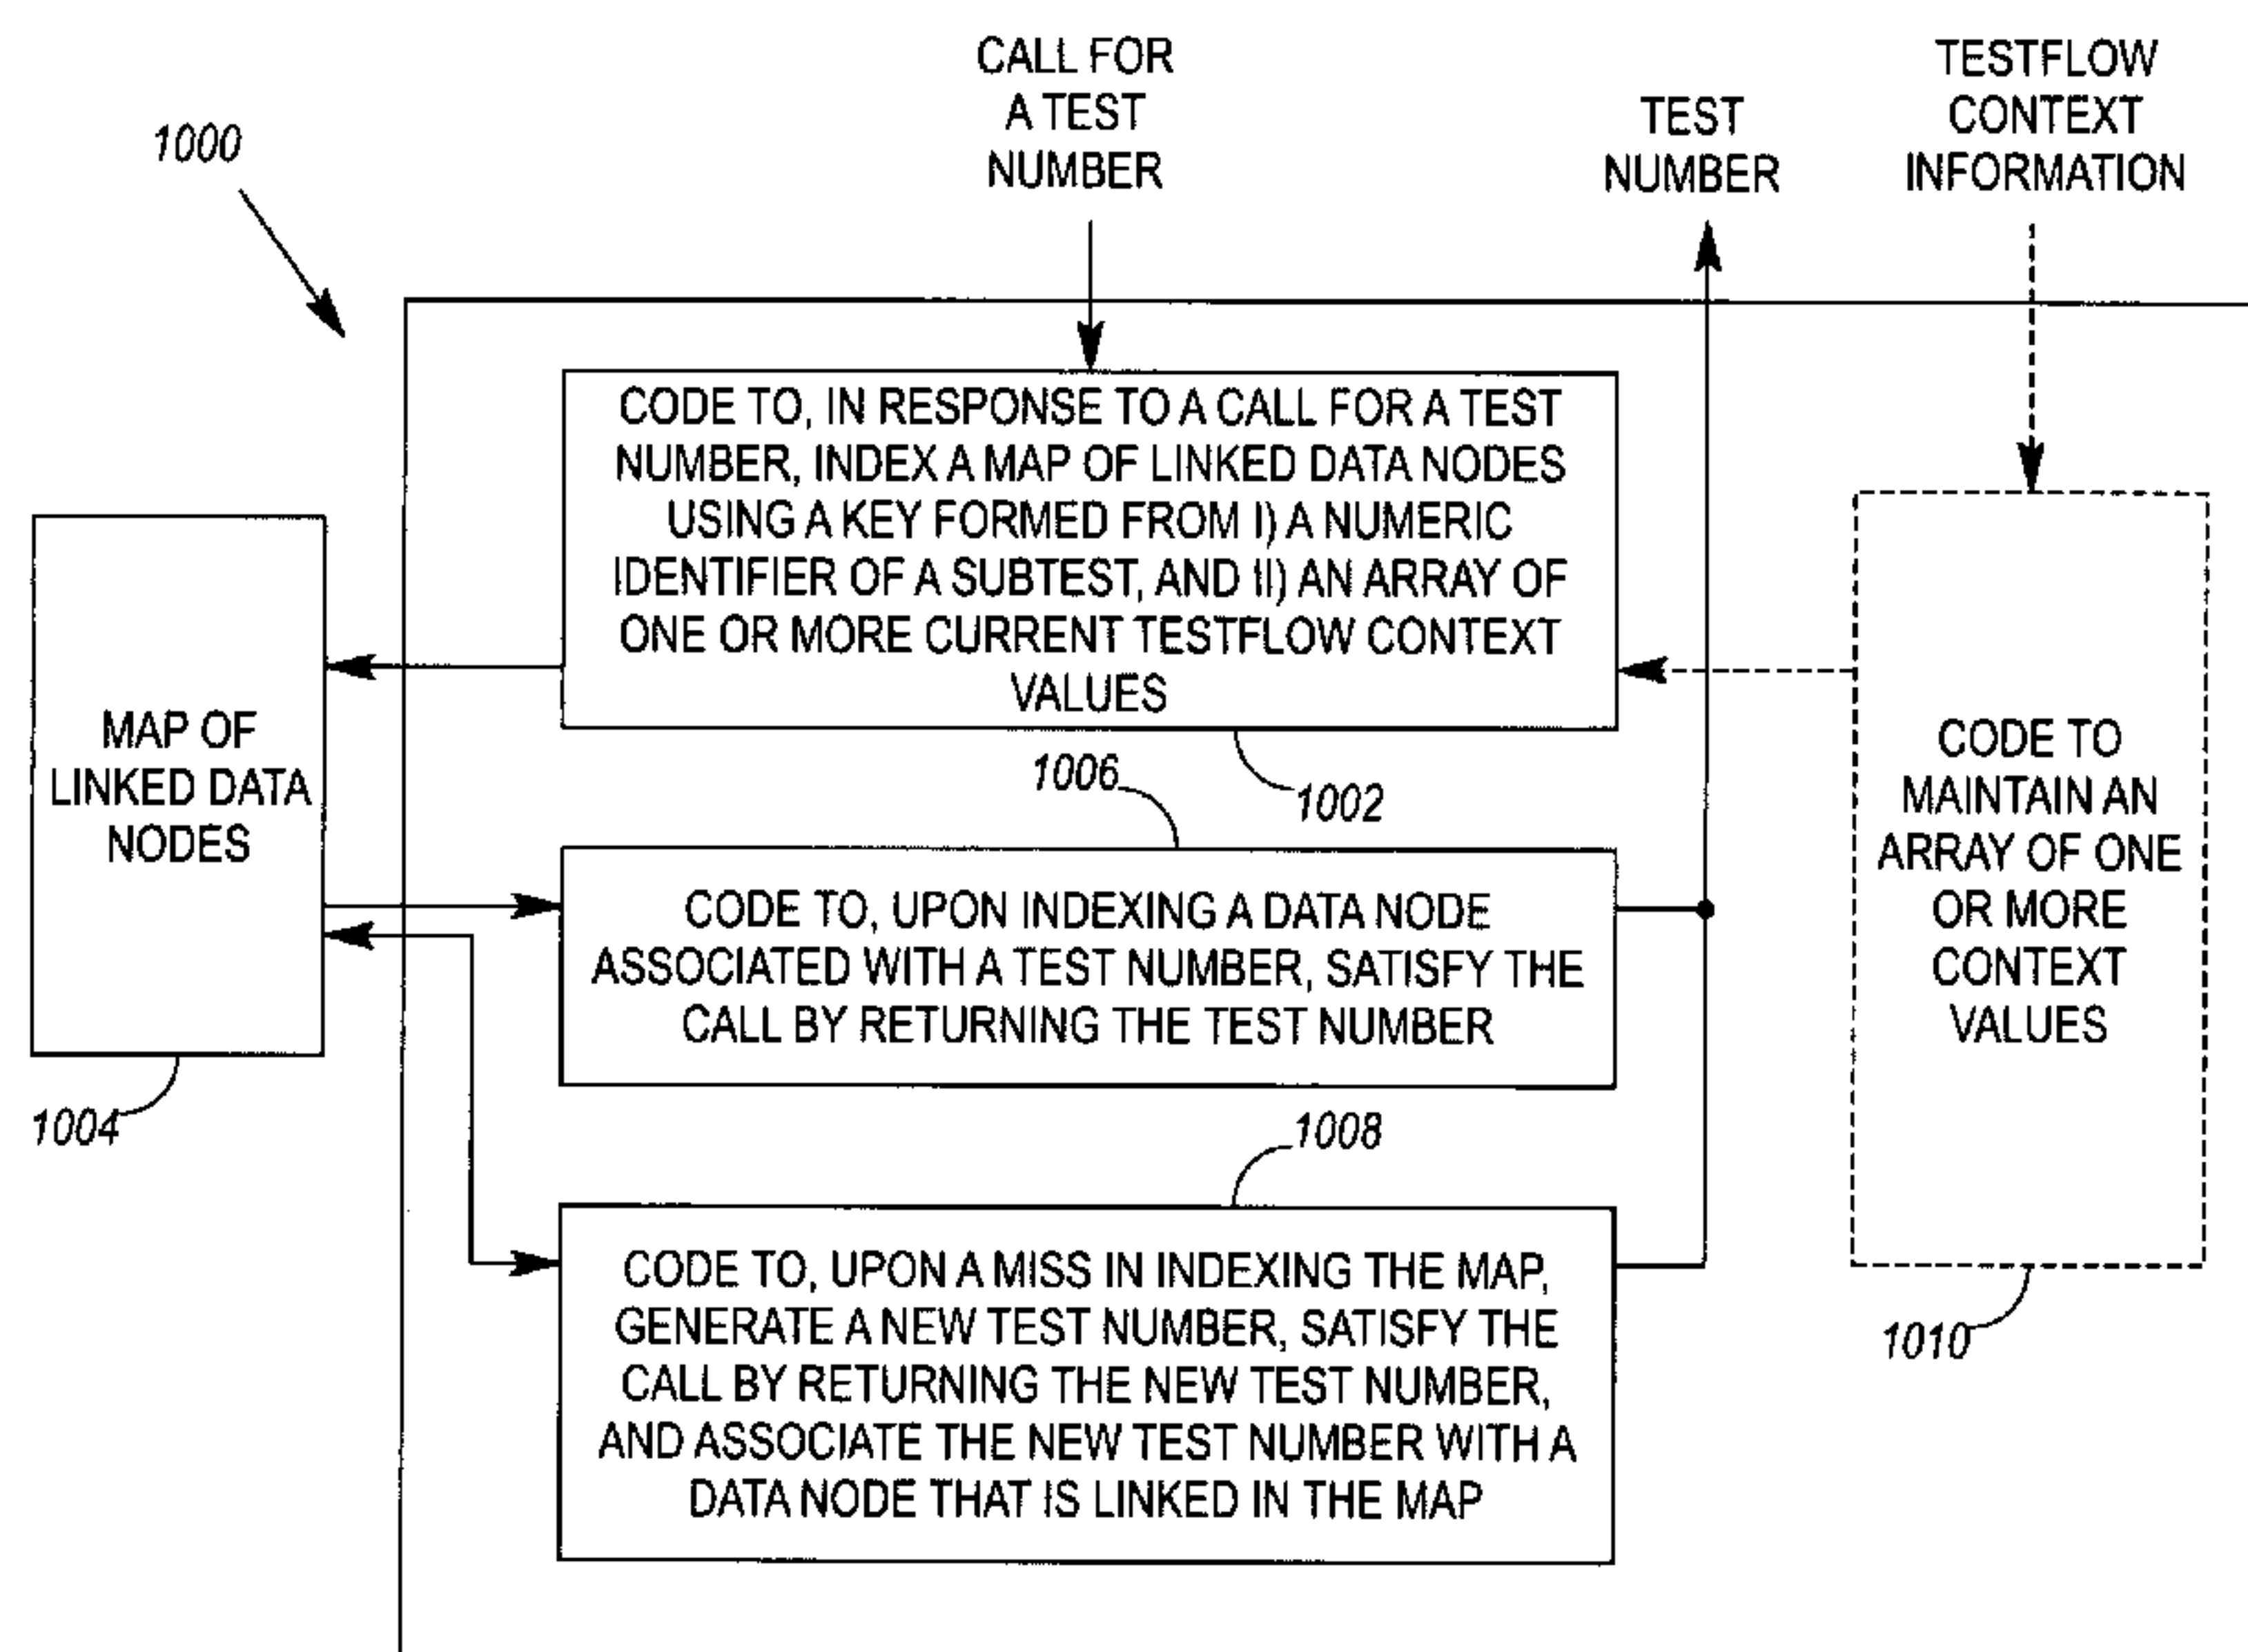 CALL FOR
A TEST
NUMBER
TEST
NUMBER
TESTFLOW
CONTEXT
INFORMATION
1000
CODE TO, IN RESPONSE TO A CALL FOR A TEST
NUMBER, INDEX A MAP OF LINKED DATA NODES
USING A KEY FORMED FROM I) A NUMERIC
IDENTIFIER OF A SUBTEST, AND II) AN ARRAY OF
ONE OR MORE CURRENT TESTFLOW CONTEXT
VALUES
1002
MAP OF
LINKED DATA
NODES
1004
1006
CODE TO, UPON INDEXING A DATA NODE
ASSOCIATED WITH A TEST NUMBER, SATISFY THE
CALL BY RETURNING THE TEST NUMBER
1008
CODE TO, UPON A MISS IN INDEXING THE MAP,
GENERATE A NEW TEST NUMBER, SATISFY THE
CALL BY RETURNING THE NEW TEST NUMBER,
AND ASSOCIATE THE NEW TEST NUMBER WITH A
DATA NODE THAT IS LINKED IN THE MAP
CODE TO
MAINTAIN AN
ARRAY OF ONE
OR MORE
CONTEXT
VALUES
1010